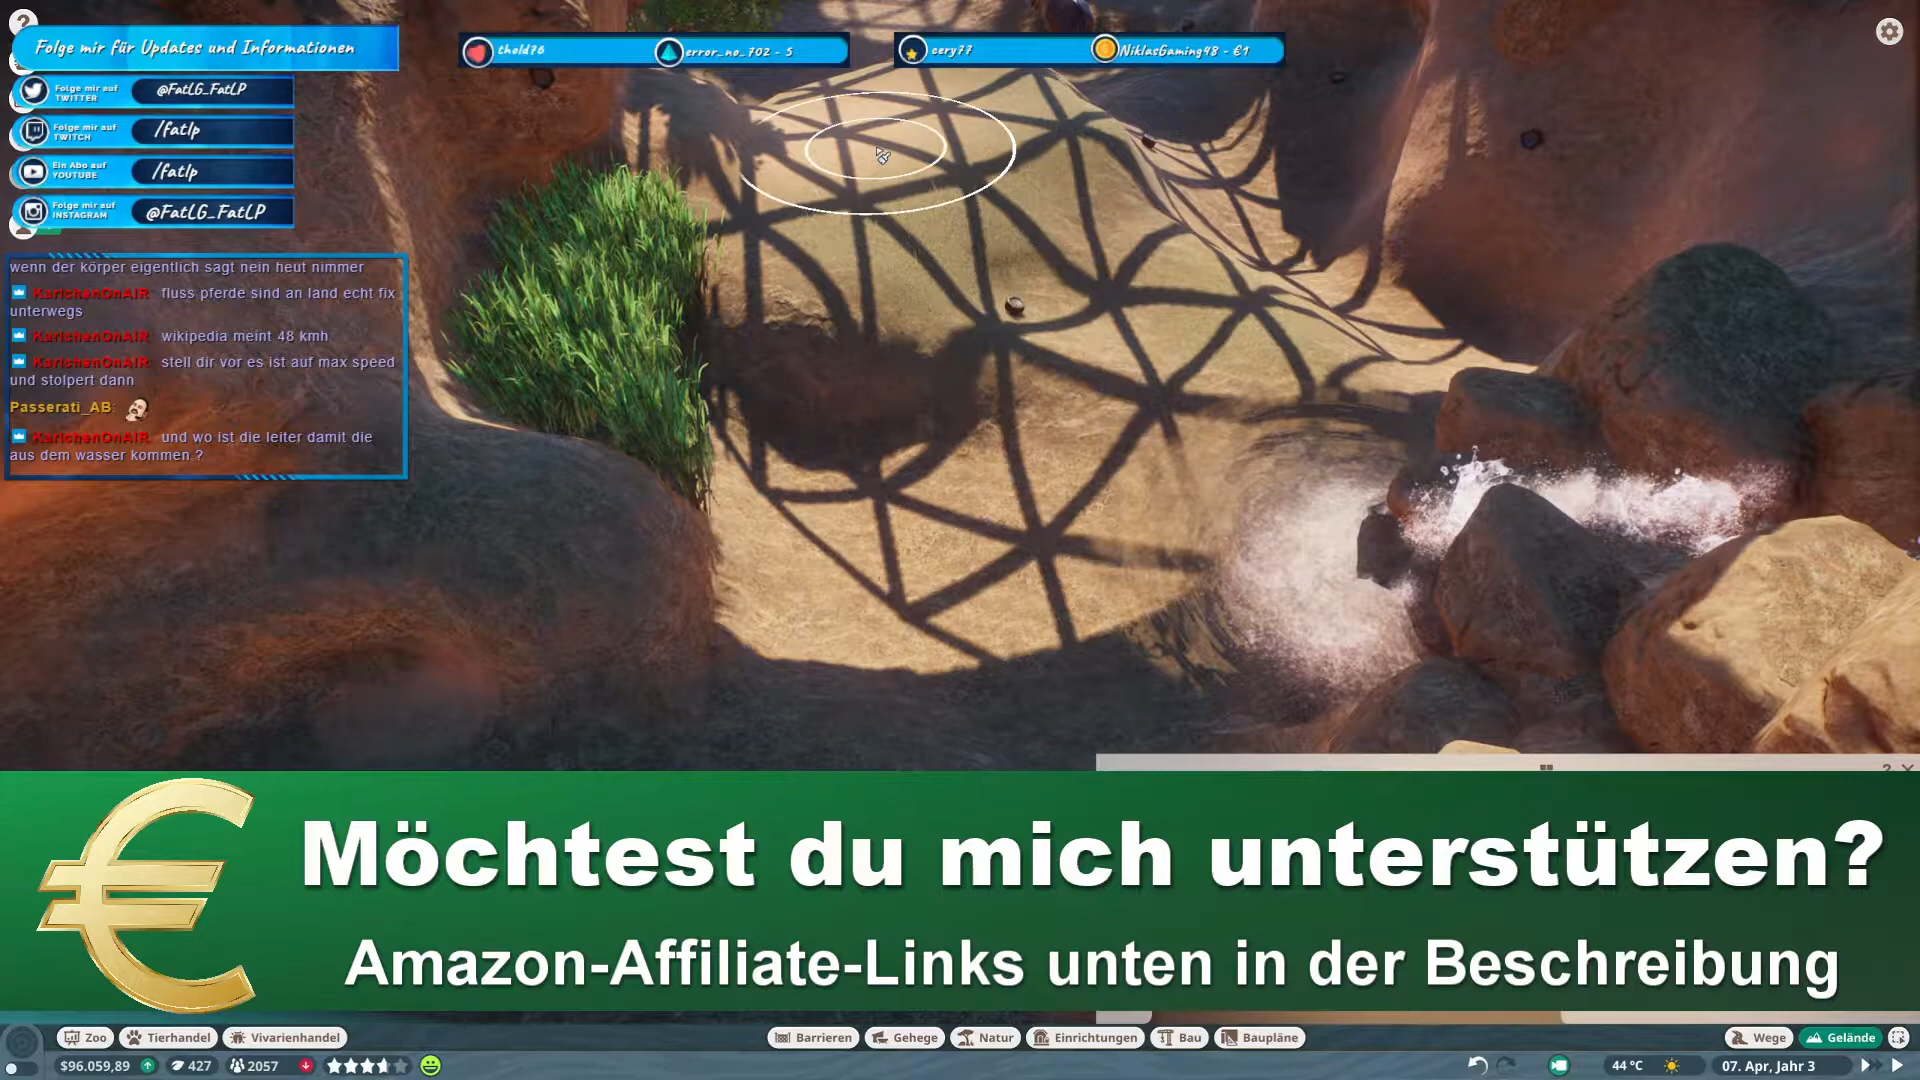 ?
Folge mir für Updates und Informationen
Folge mir auf
TWITTER
@FatLG_FatLP
Folge mir auf
TWITCH
/fatlp
Ein Abo auf
YOUTUBE
/fatlp
Folge mir auf
INSTAGRAM
@FatLG_FatLP
thold76
error_no_702 - 5
cery77
NiklasGaming48 - €1
wenn der körper eigentlich sagt nein heut nimmer
KarlchenOnAIR: fluss pferde sind an land echt fix
unterwegs
KarlchenOnAIR: wikipedia meint 48 kmh
KarlchenOnAIR: stell dir vor es ist auf max speed
und stolpert dann
Passerati_AB:
KarlchenOnAIR: und wo ist die leiter damit die
aus dem wasser kommen ?
€
Möchtest du mich unterstützen?
Amazon-Affiliate-Links unten in der Beschreibung
Zoo
Tierhandel
Vivarienhandel
Barrieren
Gehege
Natur
Einrichtungen
Bau
Baupläne
Wege
Gelände
$96.059,89
427
2057
44 °C
07. Apr, Jahr 3